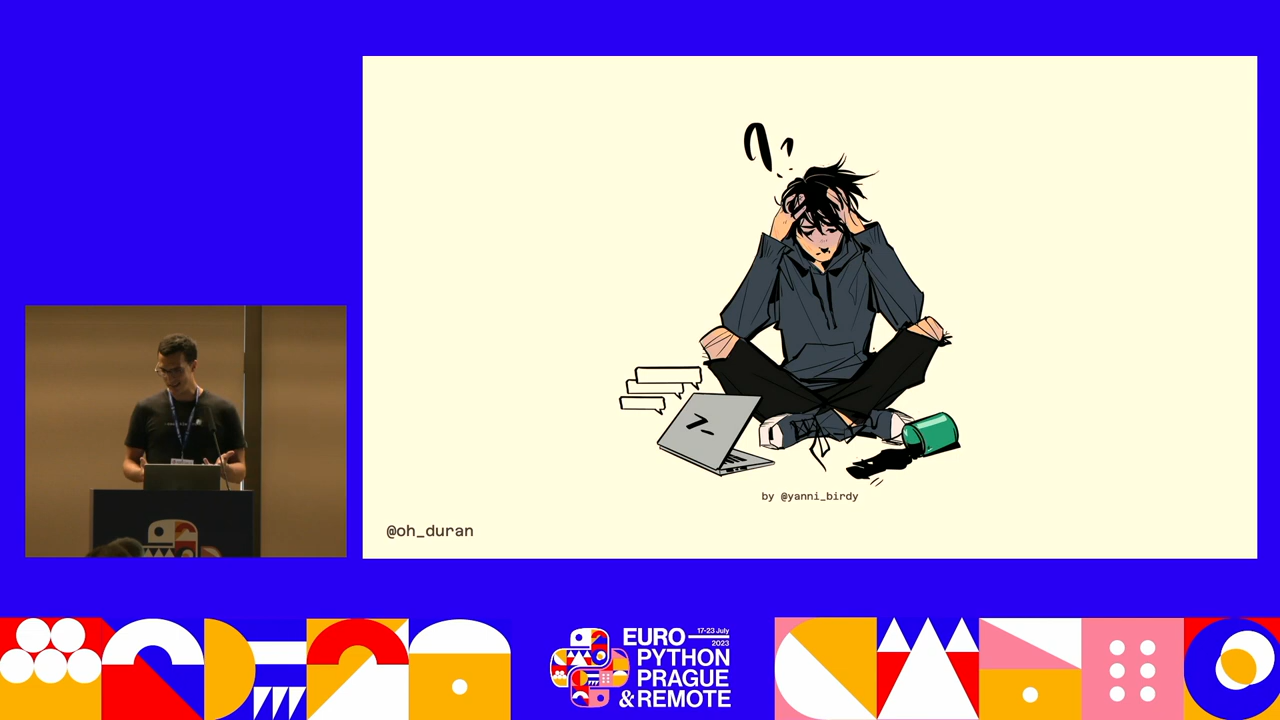 by @yanni_birdy
@oh_duran
17-23 July
2023
EURO
PYTHON
PRAGUE
& REMOTE